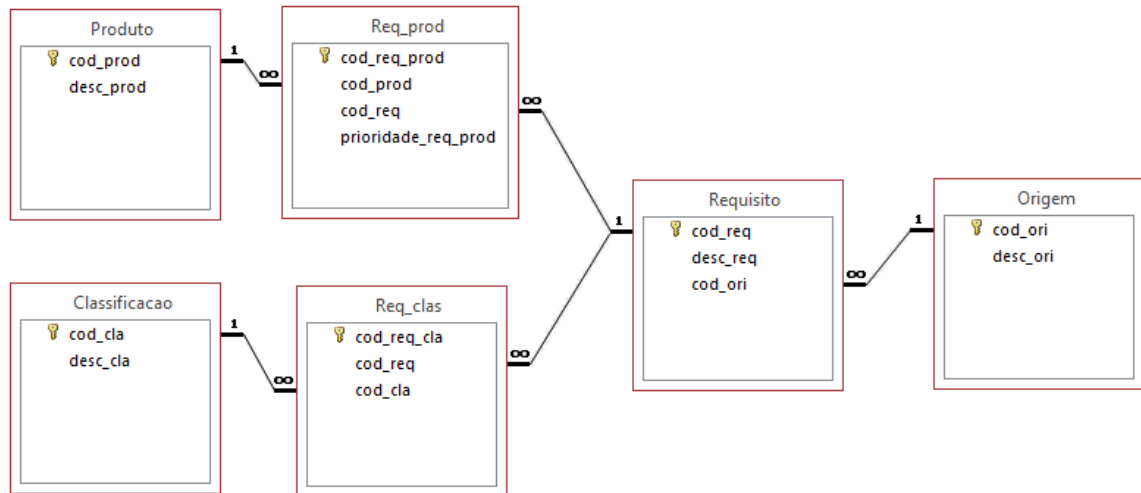 Produto
cod_prod
desc_prod
1
∞
Req_prod
cod_req_prod
cod_prod
cod_req
prioridade_req_prod
∞
1
Requisito
cod_req
desc_req
cod_ori
∞
1
Origem
cod_ori
desc_ori
Classificacao
cod_cla
desc_cla
1
∞
Req_clas
cod_req_cla
cod_req
cod_cla
∞